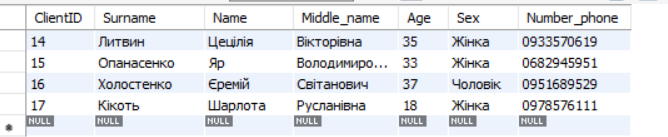 ClientID Surname Name Middle_name Age Sex Number_phone
14 Литвин Цецілія Вікторівна 35 Жінка 0933570619
15 Опанасенко Яр Володимиро... 33 Жінка 0682945951
16 Холостенко Єремій Світанович 37 Чоловік 0951689529
17 Кікоть Шарлота Русланівна 18 Жінка 0978576111
NULL NULL NULL NULL NULL NULL NULL